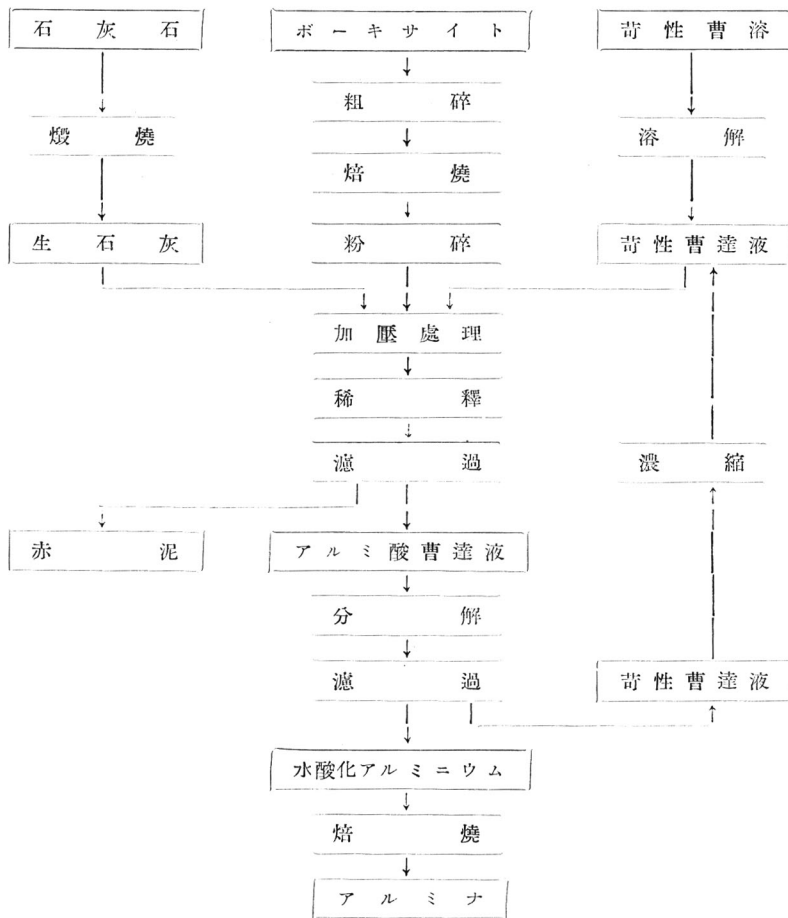 石灰石
ボーキサイト
苛性曹溶
粗碎
煅燒
溶解
焙燒
生石灰
粉碎
苛性曹達液
加壓處理
稀釋
濾過
濃縮
赤泥
アルミ酸曹達液
分解
濾過
苛性曹達液
水酸化アルミニウム
焙燒
アルミナ